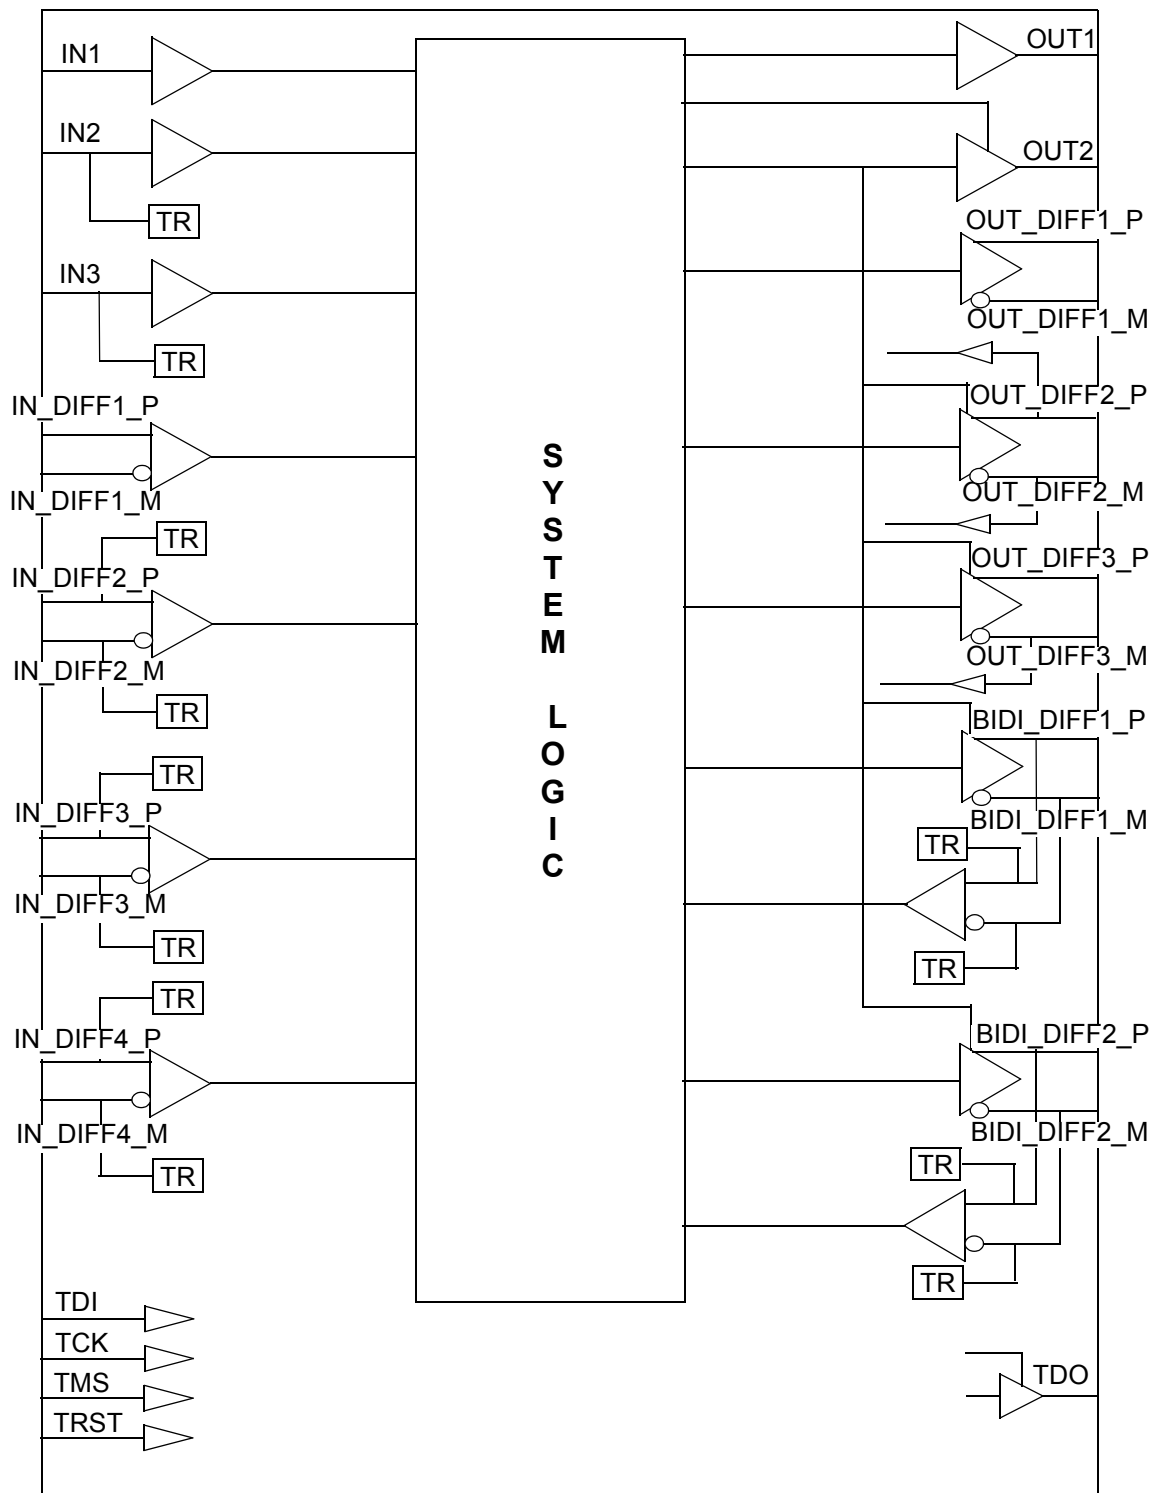 IN1
IN2
TR
IN3
TR
IN_DIFF1_P
IN_DIFF1_M
TR
IN_DIFF2_P
IN_DIFF2_M
TR
TR
IN_DIFF3_P
IN_DIFF3_M
TR
TR
IN_DIFF4_P
IN_DIFF4_M
TR
TDI
TCK
TMS
TRST
SYSTEM LOGIC
OUT1
OUT2
OUT_DIFF1_P
OUT_DIFF1_M
OUT_DIFF2_P
OUT_DIFF2_M
OUT_DIFF3_P
OUT_DIFF3_M
BIDI_DIFF1_P
BIDI_DIFF1_M
TR
TR
BIDI_DIFF2_P
BIDI_DIFF2_M
TR
TR
TDO